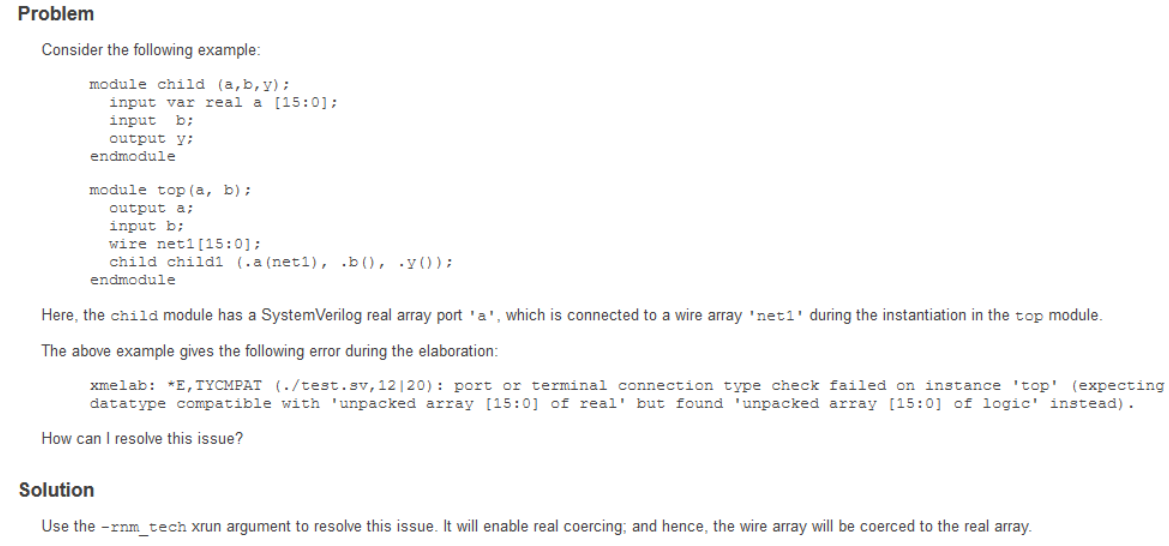 Problem
Consider the following example:
module child (a,b,y);
input var real a [15:0];
input b;
output y;
endmodule
module top(a, b);
output a;
input b;
wire net1[15:0];
child child1 (.a(net1), .b(), .y());
endmodule
Here, the child module has a SystemVerilog real array port 'a', which is connected to a wire array 'net1' during the instantiation in the top module.
The above example gives the following error during the elaboration:
xmelab: *E,TYCMPAT (./test.sv,12|20): port or terminal connection type check failed on instance 'top' (expecting
datatype compatible with 'unpacked array [15:0] of real' but found 'unpacked array [15:0] of logic' instead).
How can I resolve this issue?
Solution
Use the -rnm_tech xrun argument to resolve this issue. It will enable real coercing; and hence, the wire array will be coerced to the real array.